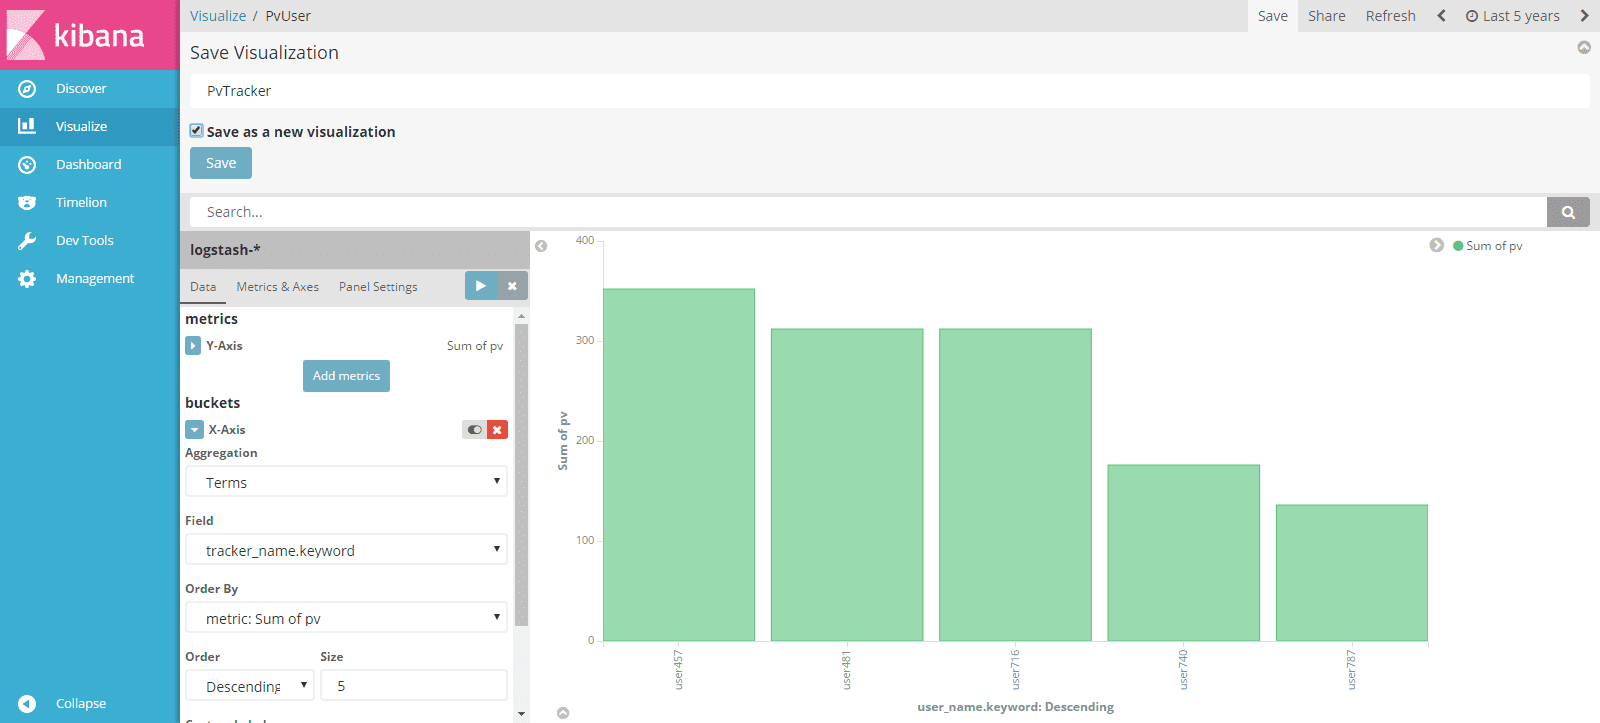 kibana
Discover
Visualize
Dashboard
Timelion
Dev Tools
Management
Collapse
Visualize / PvUser
Save Share Refresh Last 5 years
Save Visualization
PvTracker
Save as a new visualization
Save
Search...
logstash-*
Data Metrics & Axes Panel Settings
metrics
Y-Axis Sum of pv
Add metrics
buckets
X-Axis
Aggregation
Terms
Field
tracker_name.keyword
Order By
metric: Sum of pv
Order Size
Descending 5
Sum of pv
400
300
200
100
0
Sum of pv
user457
user481
user716
user740
user787
user_name.keyword: Descending